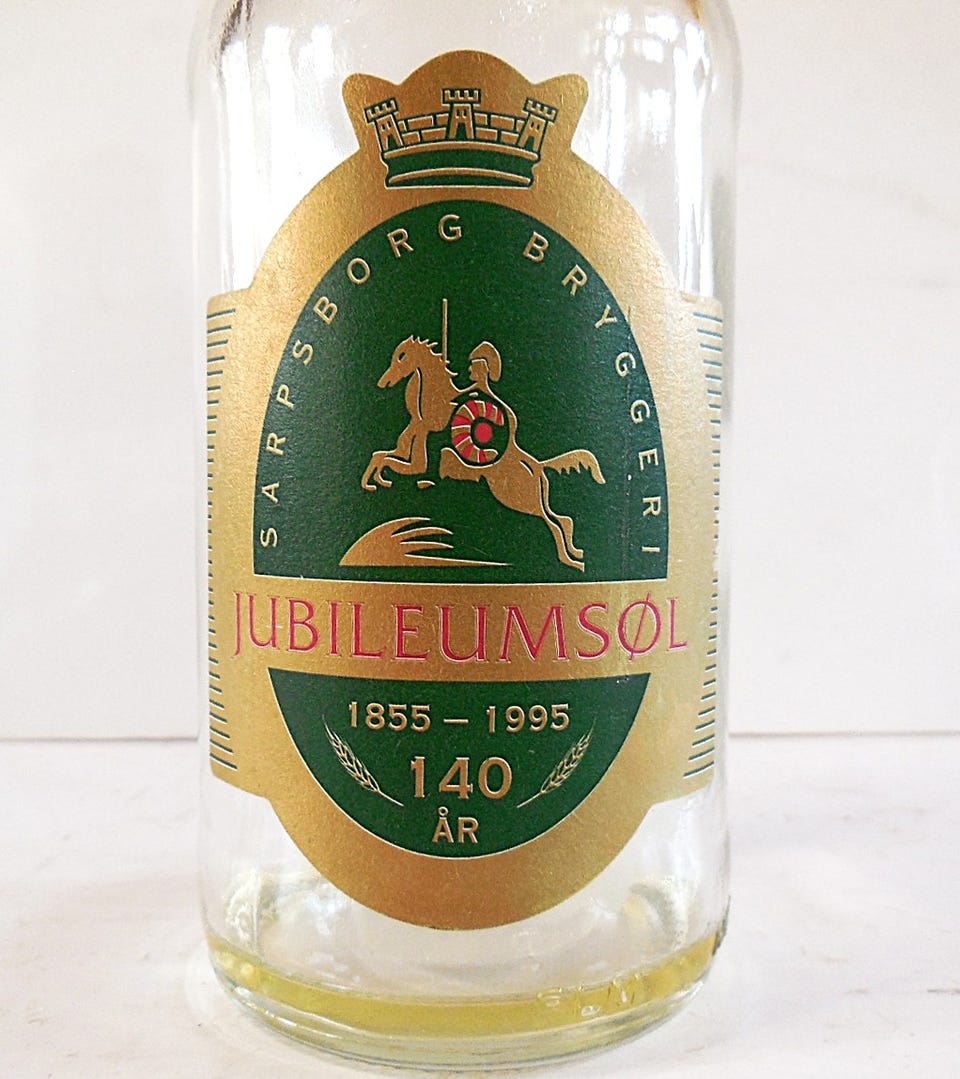 SARPSBORG BRYGGERI
JUBILEUMSØL
1855 – 1995
140
ÅR